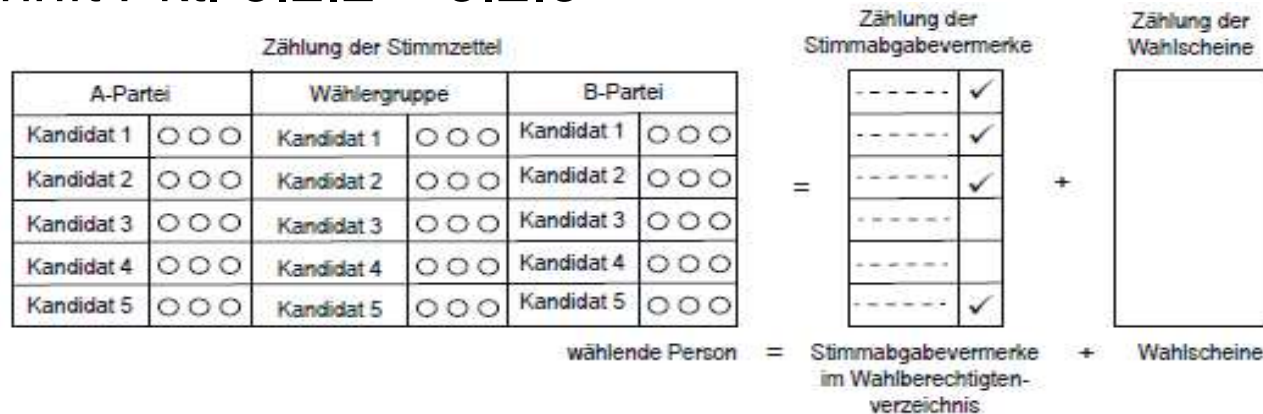 Zählung der Stimmzettel
A-Partei Wählergruppe B-Partei
Kandidat 1 Kandidat 1 Kandidat 1
Kandidat 2 Kandidat 2 Kandidat 2
Kandidat 3 Kandidat 3 Kandidat 3
Kandidat 4 Kandidat 4 Kandidat 4
Kandidat 5 Kandidat 5 Kandidat 5
=
Zählung der
Stimmabgabevermerke
+
Zählung der
Wahlscheine
wählende Person = Stimmabgabevermerke + Wahlscheine
im Wahlberechtigten-
verzeichnis